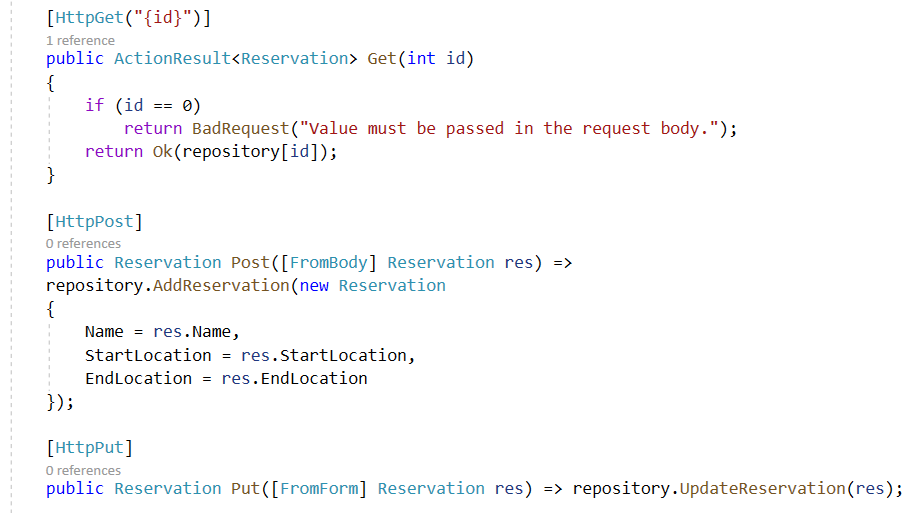 [HttpGet("{id}")]
1 reference
public ActionResult<Reservation> Get(int id)
{
if (id == 0)
return BadRequest("Value must be passed in the request body.");
return Ok(repository[id]);
}
[HttpPost]
0 references
public Reservation Post([FromBody] Reservation res) =>
repository.AddReservation(new Reservation
{
Name = res.Name,
StartLocation = res.StartLocation,
EndLocation = res.EndLocation
});
[HttpPut]
0 references
public Reservation Put([FromForm] Reservation res) => repository.UpdateReservation(res);